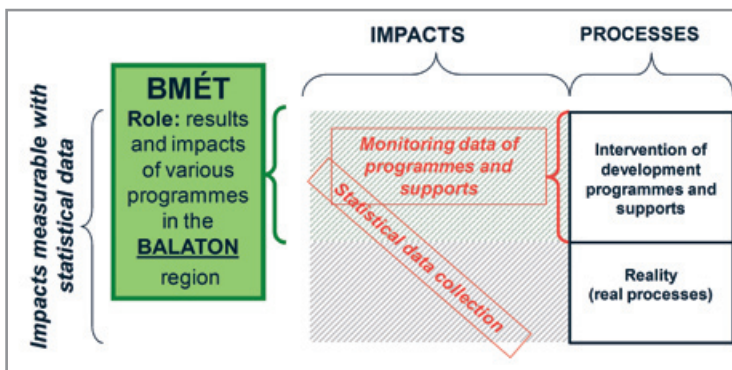 IMPACTS
PROCESSES
Impacts measurable with
statistical data
BMÉT
Role: results
and impacts
of various
programmes
in the
BALATON
region
Monitoring data of
programmes and
supports
Statistical data collection
Intervention of
development
programmes and
supports
Reality
(real processes)